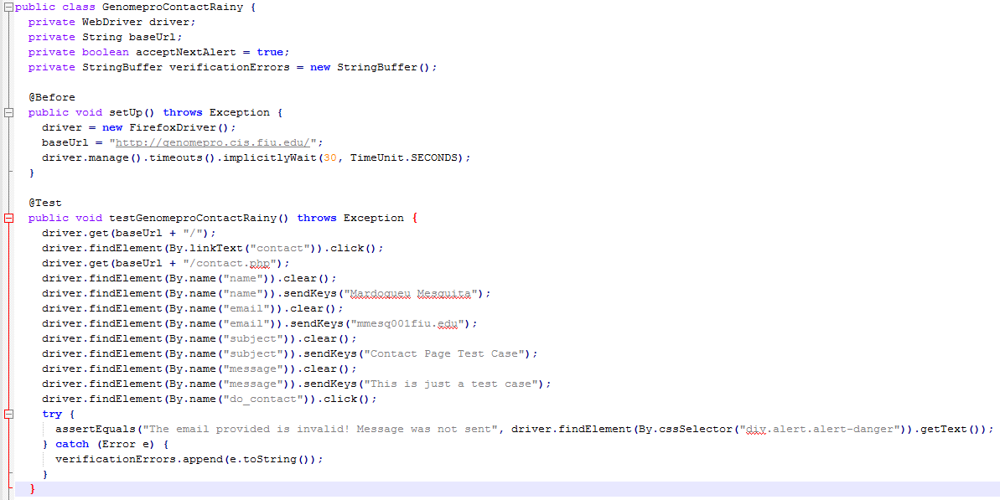 public class GenomeproContactRainy {
private WebDriver driver;
private String baseUrl;
private boolean acceptNextAlert = true;
private StringBuffer verificationErrors = new StringBuffer();
@Before
public void setUp() throws Exception {
driver = new FirefoxDriver();
baseUrl = "http://genomepro.cis.fiu.edu/";
driver.manage().timeouts().implicitlyWait(30, TimeUnit.SECONDS);
}
@Test
public void testGenomeproContactRainy() throws Exception {
driver.get(baseUrl + "/");
driver.findElement(By.linkText("contact")).click();
driver.get(baseUrl + "/contact.php");
driver.findElement(By.name("name")).clear();
driver.findElement(By.name("name")).sendKeys("Mardoqueu Mesquita");
driver.findElement(By.name("email")).clear();
driver.findElement(By.name("email")).sendKeys("mmesq001fiu.edu");
driver.findElement(By.name("subject")).clear();
driver.findElement(By.name("subject")).sendKeys("Contact Page Test Case");
driver.findElement(By.name("message")).clear();
driver.findElement(By.name("message")).sendKeys("This is just a test case");
driver.findElement(By.name("do_contact")).click();
try {
assertEquals("The email provided is invalid! Message was not sent", driver.findElement(By.cssSelector("div.alert.alert-danger")).getText());
} catch (Error e) {
verificationErrors.append(e.toString());
}
}